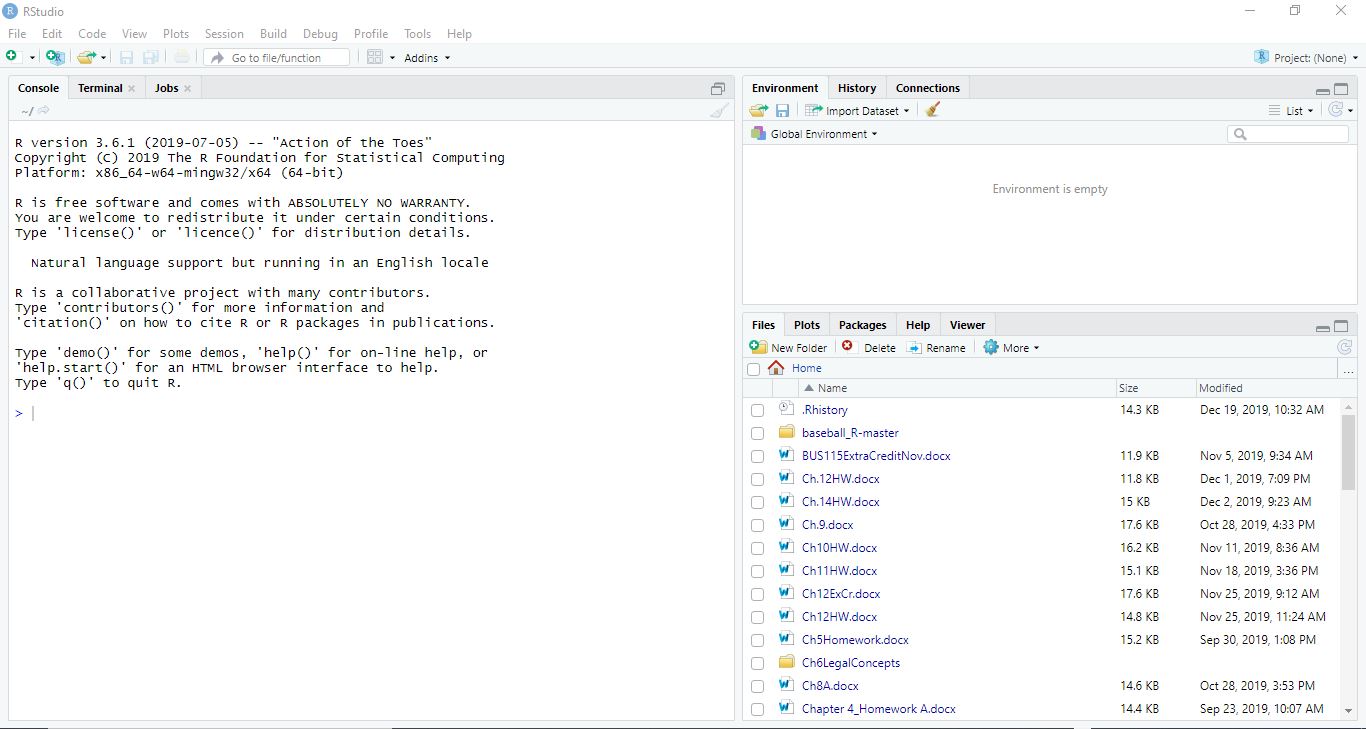 RStudio
File Edit Code View Plots Session Build Debug Profile Tools Help
Go to file/function Addins Project: (None)
Console Terminal Jobs
~/
R version 3.6.1 (2019-07-05) -- "Action of the Toes"
Copyright (C) 2019 The R Foundation for Statistical Computing
Platform: x86_64-w64-mingw32/x64 (64-bit)
R is free software and comes with ABSOLUTELY NO WARRANTY.
You are welcome to redistribute it under certain conditions.
Type 'license()' or 'licence()' for distribution details.
Natural language support but running in an English locale
R is a collaborative project with many contributors.
Type 'contributors()' for more information and
'citation()' on how to cite R or R packages in publications.
Type 'demo()' for some demos, 'help()' for on-line help, or
'help.start()' for an HTML browser interface to help.
Type 'q()' to quit R.
>
Environment History Connections
Import Dataset List
Global Environment
Environment is empty
Files Plots Packages Help Viewer
New Folder Delete Rename More
Home ...
Name Size Modified
.Rhistory 14.3 KB Dec 19, 2019, 10:32 AM
baseball_R-master
BUS115ExtraCreditNov.docx 11.9 KB Nov 5, 2019, 9:34 AM
Ch.12HW.docx 11.8 KB Dec 1, 2019, 7:09 PM
Ch.14HW.docx 15 KB Dec 2, 2019, 9:23 AM
Ch.9.docx 17.6 KB Oct 28, 2019, 4:33 PM
Ch10HW.docx 16.2 KB Nov 11, 2019, 8:36 AM
Ch11HW.docx 15.1 KB Nov 18, 2019, 3:36 PM
Ch12ExCr.docx 17.6 KB Nov 25, 2019, 9:12 AM
Ch12HW.docx 14.8 KB Nov 25, 2019, 11:24 AM
Ch5Homework.docx 15.2 KB Sep 30, 2019, 1:08 PM
Ch6LegalConcepts
Ch8A.docx 14.6 KB Oct 28, 2019, 3:53 PM
Chapter 4_Homework A.docx 14.4 KB Sep 23, 2019, 10:07 AM